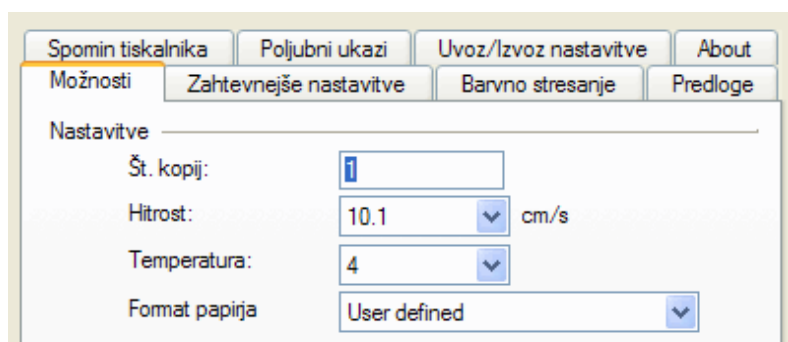 Spomin tiskalnika Poljubni ukazi Uvoz/Izvoz nastavitve About
Možnosti Zahtevnejše nastavitve Barvno stresanje Predloge
Nastavitve
Št. kopij: 1
Hitrost: 10.1 cm/s
Temperatura: 4
Format papirja User defined